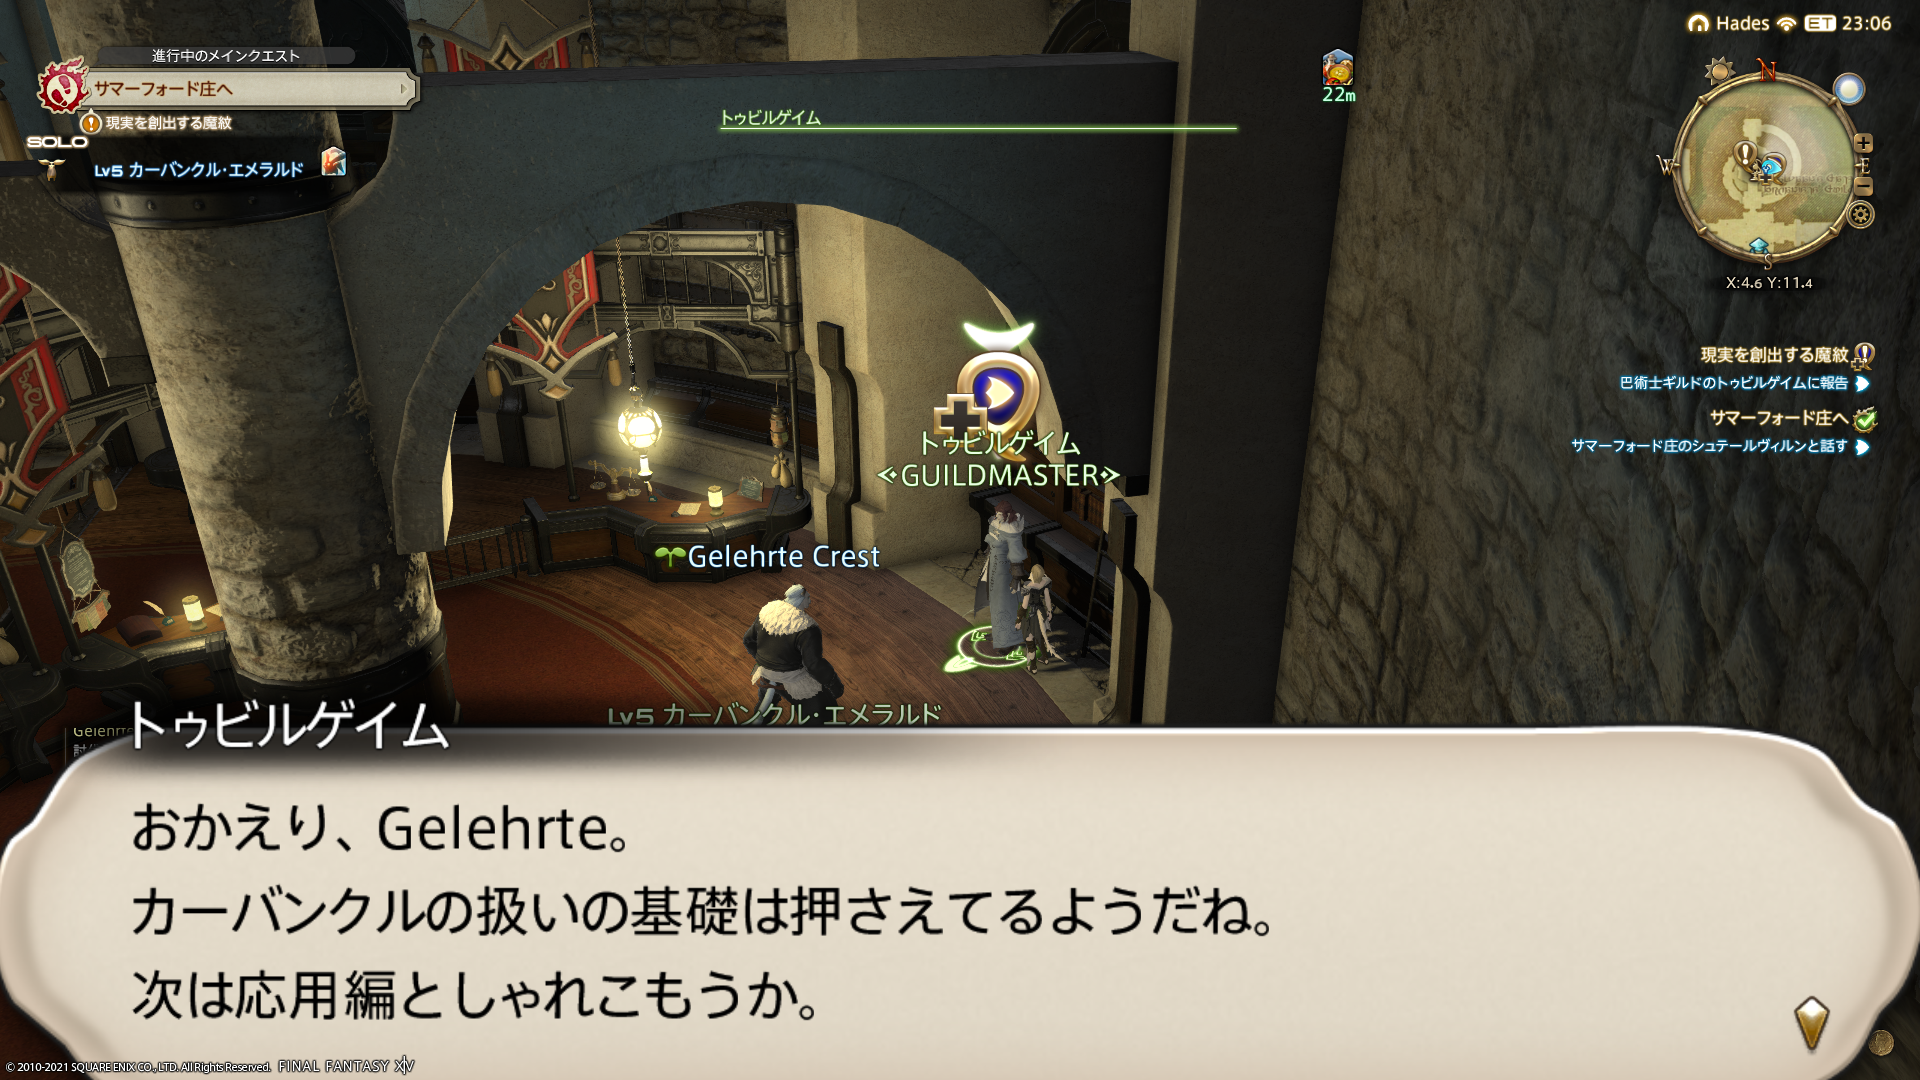 進行中のメインクエスト
サマーフォード庄へ
現実を創出する魔紋
SOLO
Lv5 カーバンクル・エメラルド
トゥビルゲイム
22m
Hades
ET 23:06
N
W
E
S
X:4.6 Y:11.4
現実を創出する魔紋
巴術士ギルドのトゥビルゲイムに報告
サマーフォード庄へ
サマーフォード庄のシュテールヴィルンと話す
トゥビルゲイム
GUILDMASTER
Gelehrte Crest
Lv5 カーバンクル・エメラルド
トゥビルゲイム
おかえり、Gelehrte。
カーバンクルの扱いの基礎は押さえてるようだね。
次は応用編としゃれこもうか。
© 2010-2021 SQUARE ENIX CO., LTD. All Rights Reserved. FINAL FANTASY XIV